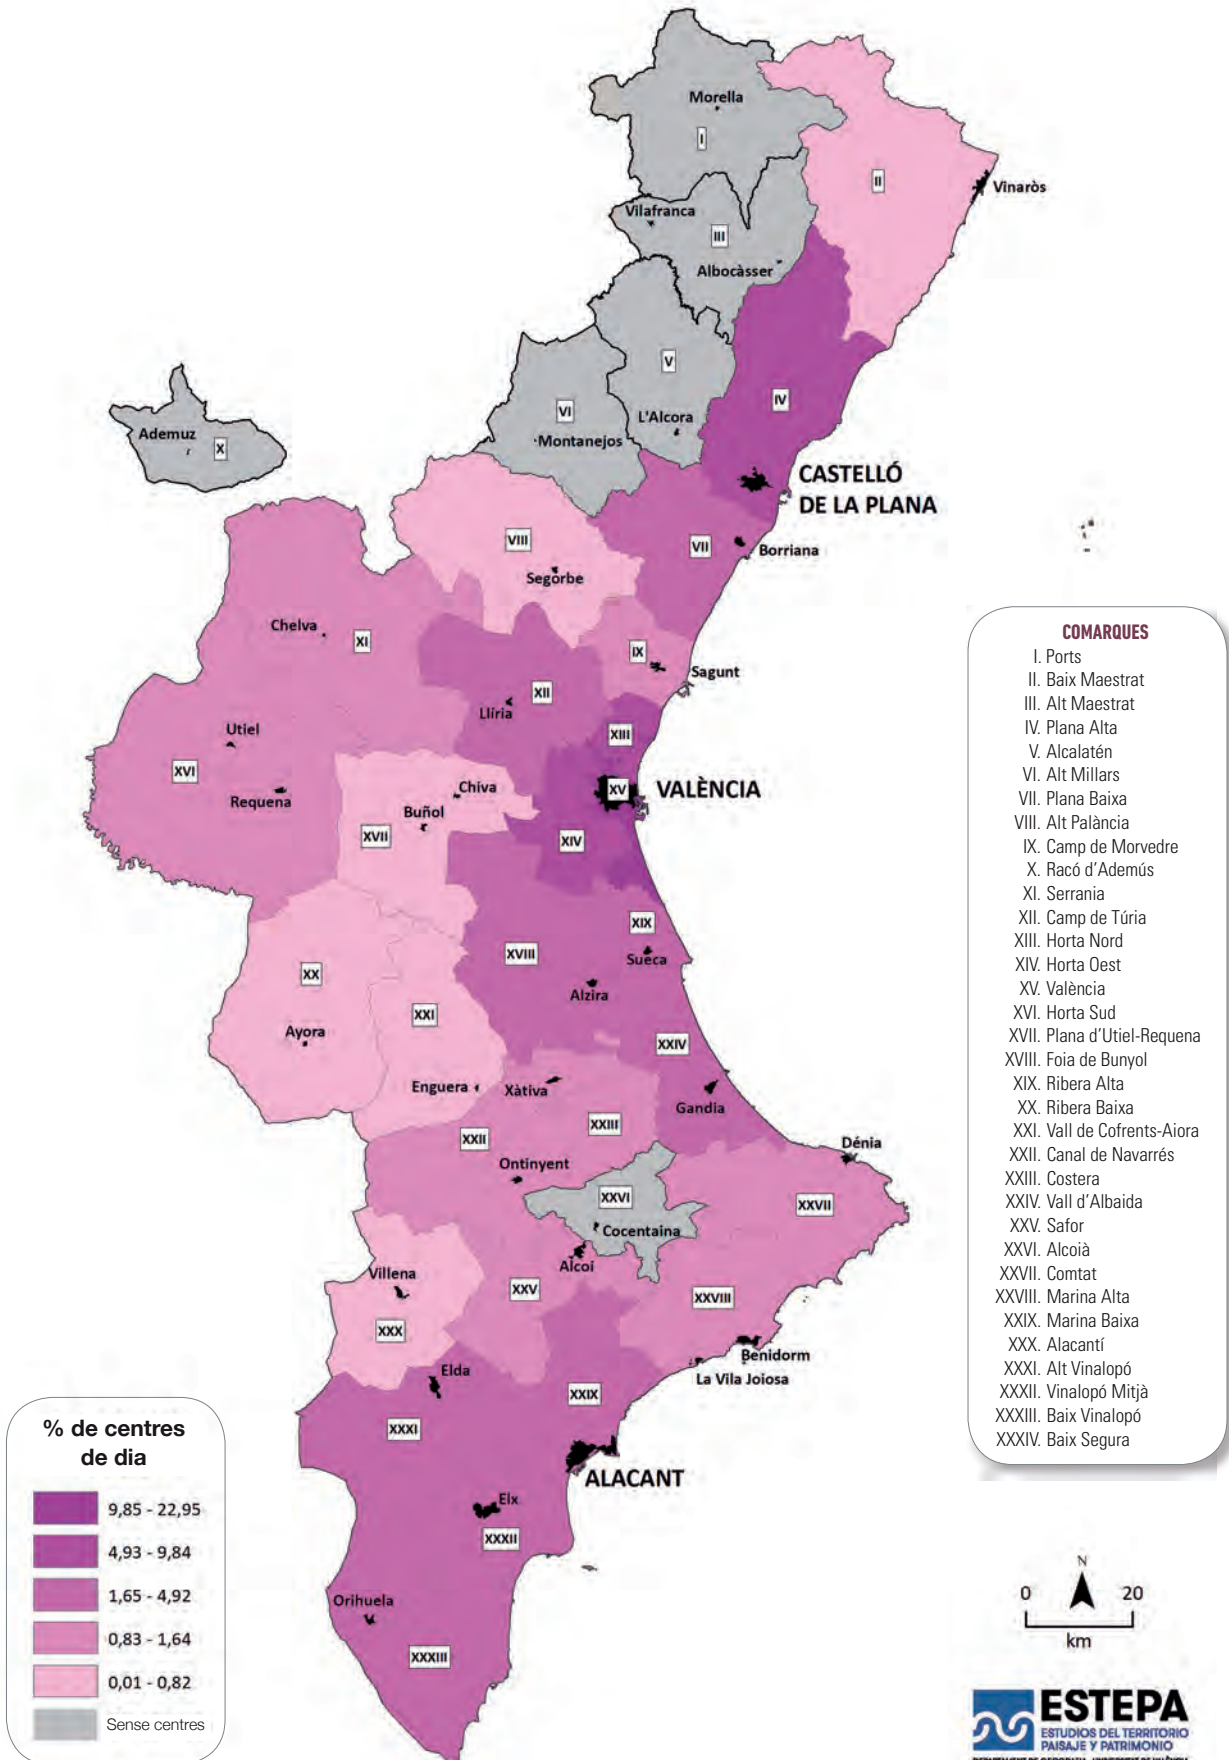 Morella
I
II
Vinaròs
Vilafranca
III
Albocàsser
V
IV
VI
L'Alcora
Ademuz
X
Montanejos
CASTELLÓ
DE LA PLANA
VIII
VII
Borriana
Segorbe
Chelva
XI
IX
Sagunt
XII
Llíria
XIII
Utiel
XVI
Requena
Chiva
XV
VALÈNCIA
Buñol
XVII
XIV
XIX
XVIII
Sueca
XX
Alzira
XXI
Ayora
XXIV
Enguera
Xàtiva
Gandia
XXIII
XXII
Dénia
Ontinyent
XXVI
XXVII
Cocentaina
Alcoi
Villena
XXV
XXVIII
XXX
Benidorm
Elda
La Vila Joiosa
XXIX
XXXI
ALACANT
Elx
XXXII
Orihuela
XXXIII
COMARQUES
I. Ports
II. Baix Maestrat
III. Alt Maestrat
IV. Plana Alta
V. Alcalatén
VI. Alt Millars
VII. Plana Baixa
VIII. Alt Palància
IX. Camp de Morvedre
X. Racó d'Ademús
XI. Serrania
XII. Camp de Túria
XIII. Horta Nord
XIV. Horta Oest
XV. València
XVI. Horta Sud
XVII. Plana d'Utiel-Requena
XVIII. Foia de Bunyol
XIX. Ribera Alta
XX. Ribera Baixa
XXI. Vall de Cofrents-Aiora
XXII. Canal de Navarrés
XXIII. Costera
XXIV. Vall d'Albaida
XXV. Safor
XXVI. Alcoià
XXVII. Comtat
XXVIII. Marina Alta
XXIX. Marina Baixa
XXX. Alacantí
XXXI. Alt Vinalopó
XXXII. Vinalopó Mitjà
XXXIII. Baix Vinalopó
XXXIV. Baix Segura
% de centres
de dia
9,85 - 22,95
4,93 - 9,84
1,65 - 4,92
0,83 - 1,64
0,01 - 0,82
Sense centres
N
0 20
km
ESTEPA
ESTUDIOS DEL TERRITORIO
PAISAJE Y PATRIMONIO